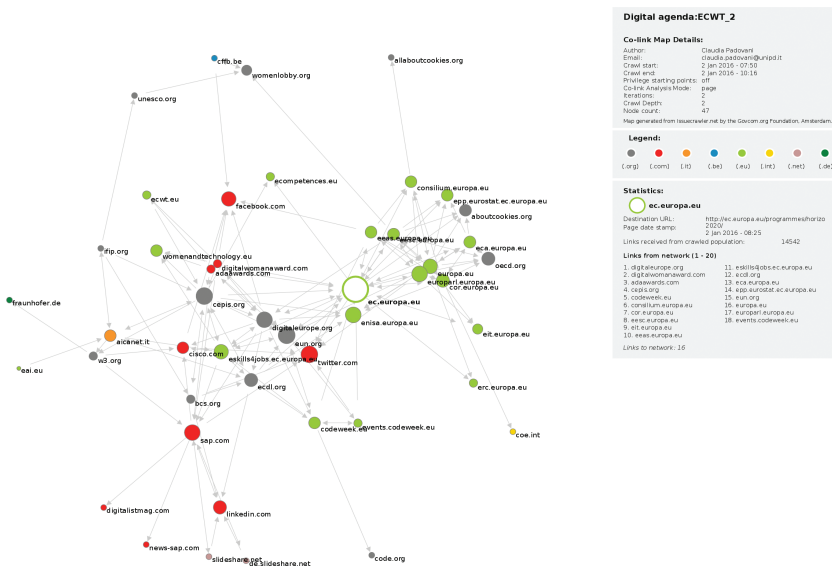 Digital agenda:ECWT_2
Co-link Map Details:
Author: Claudia Padovani
Email: claudia.padovani@unipd.it
Crawl start: 2 Jan 2016 - 07:50
Crawl end: 2 Jan 2016 - 10:16
Privilege starting points: off
Co-link Analysis Mode: page
Iterations: 2
Crawl Depth: 2
Node count: 47
Map generated from issuecrawler.net by the Govcom.org Foundation, Amsterdam.
Legend:
(.org) (.com) (.it) (.be) (.eu) (.int) (.net) (.de)
Statistics:
ec.europa.eu
Destination URL: http://ec.europa.eu/programmes/horizo
2020/
Page date stamp: 2 Jan 2016 - 08:25
Links received from crawled population: 14542
Links from network (1 - 20)
1. digitaleurope.org
2. digitalwomanaward.com
3. adaawards.com
4. cepis.org
5. codeweek.eu
6. consilium.europa.eu
7. cor.europa.eu
8. eesc.europa.eu
9. eit.europa.eu
10. eeas.europa.eu
11. eskills4jobs.ec.europa.eu
12. ecdl.org
13. eca.europa.eu
14. epp.eurostat.ec.europa.eu
15. eun.org
16. europa.eu
17. europarl.europa.eu
18. events.codeweek.eu
Links to network: 16
cffb.be
womenlobby.org
allaboutcookies.org
unesco.org
ecompetences.eu
consilium.europa.eu
ecwt.eu
facebook.com
epp.eurostat.ec.europa.eu
aboutcookies.org
eeas.europa.eu
eesc.europa.eu
eca.europa.eu
ifip.org
womenandtechnology.eu
digitalwomanaward.com
adaawards.com
oecd.org
europa.eu
europarl.europa.eu
cor.europa.eu
fraunhofer.de
cepis.org
ec.europa.eu
enisa.europa.eu
digitaleurope.org
eit.europa.eu
aicanet.it
eun.org
cisco.com
eskills4jobs.ec.europa.eu
twitter.com
w3.org
eai.eu
ecdl.org
erc.europa.eu
bcs.org
codeweek.eu
events.codeweek.eu
coe.int
sap.com
digitalistmag.com
linkedin.com
news-sap.com
slideshare.net
de.slideshare.net
code.org